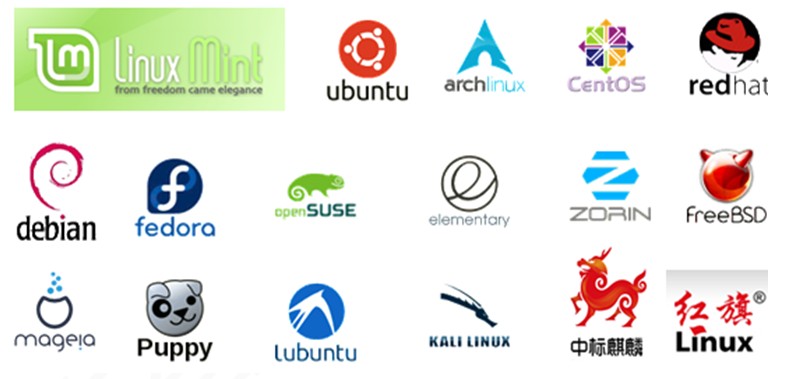 lm Linux Mint
from freedom came elegance
ubuntu
archlinux
CentOS
redhat
debian
fedora
openSUSE
elementary
ZORIN
FreeBSD
mageia
Puppy
lubuntu
KALI LINUX
中标麒麟
红旗®
Linux